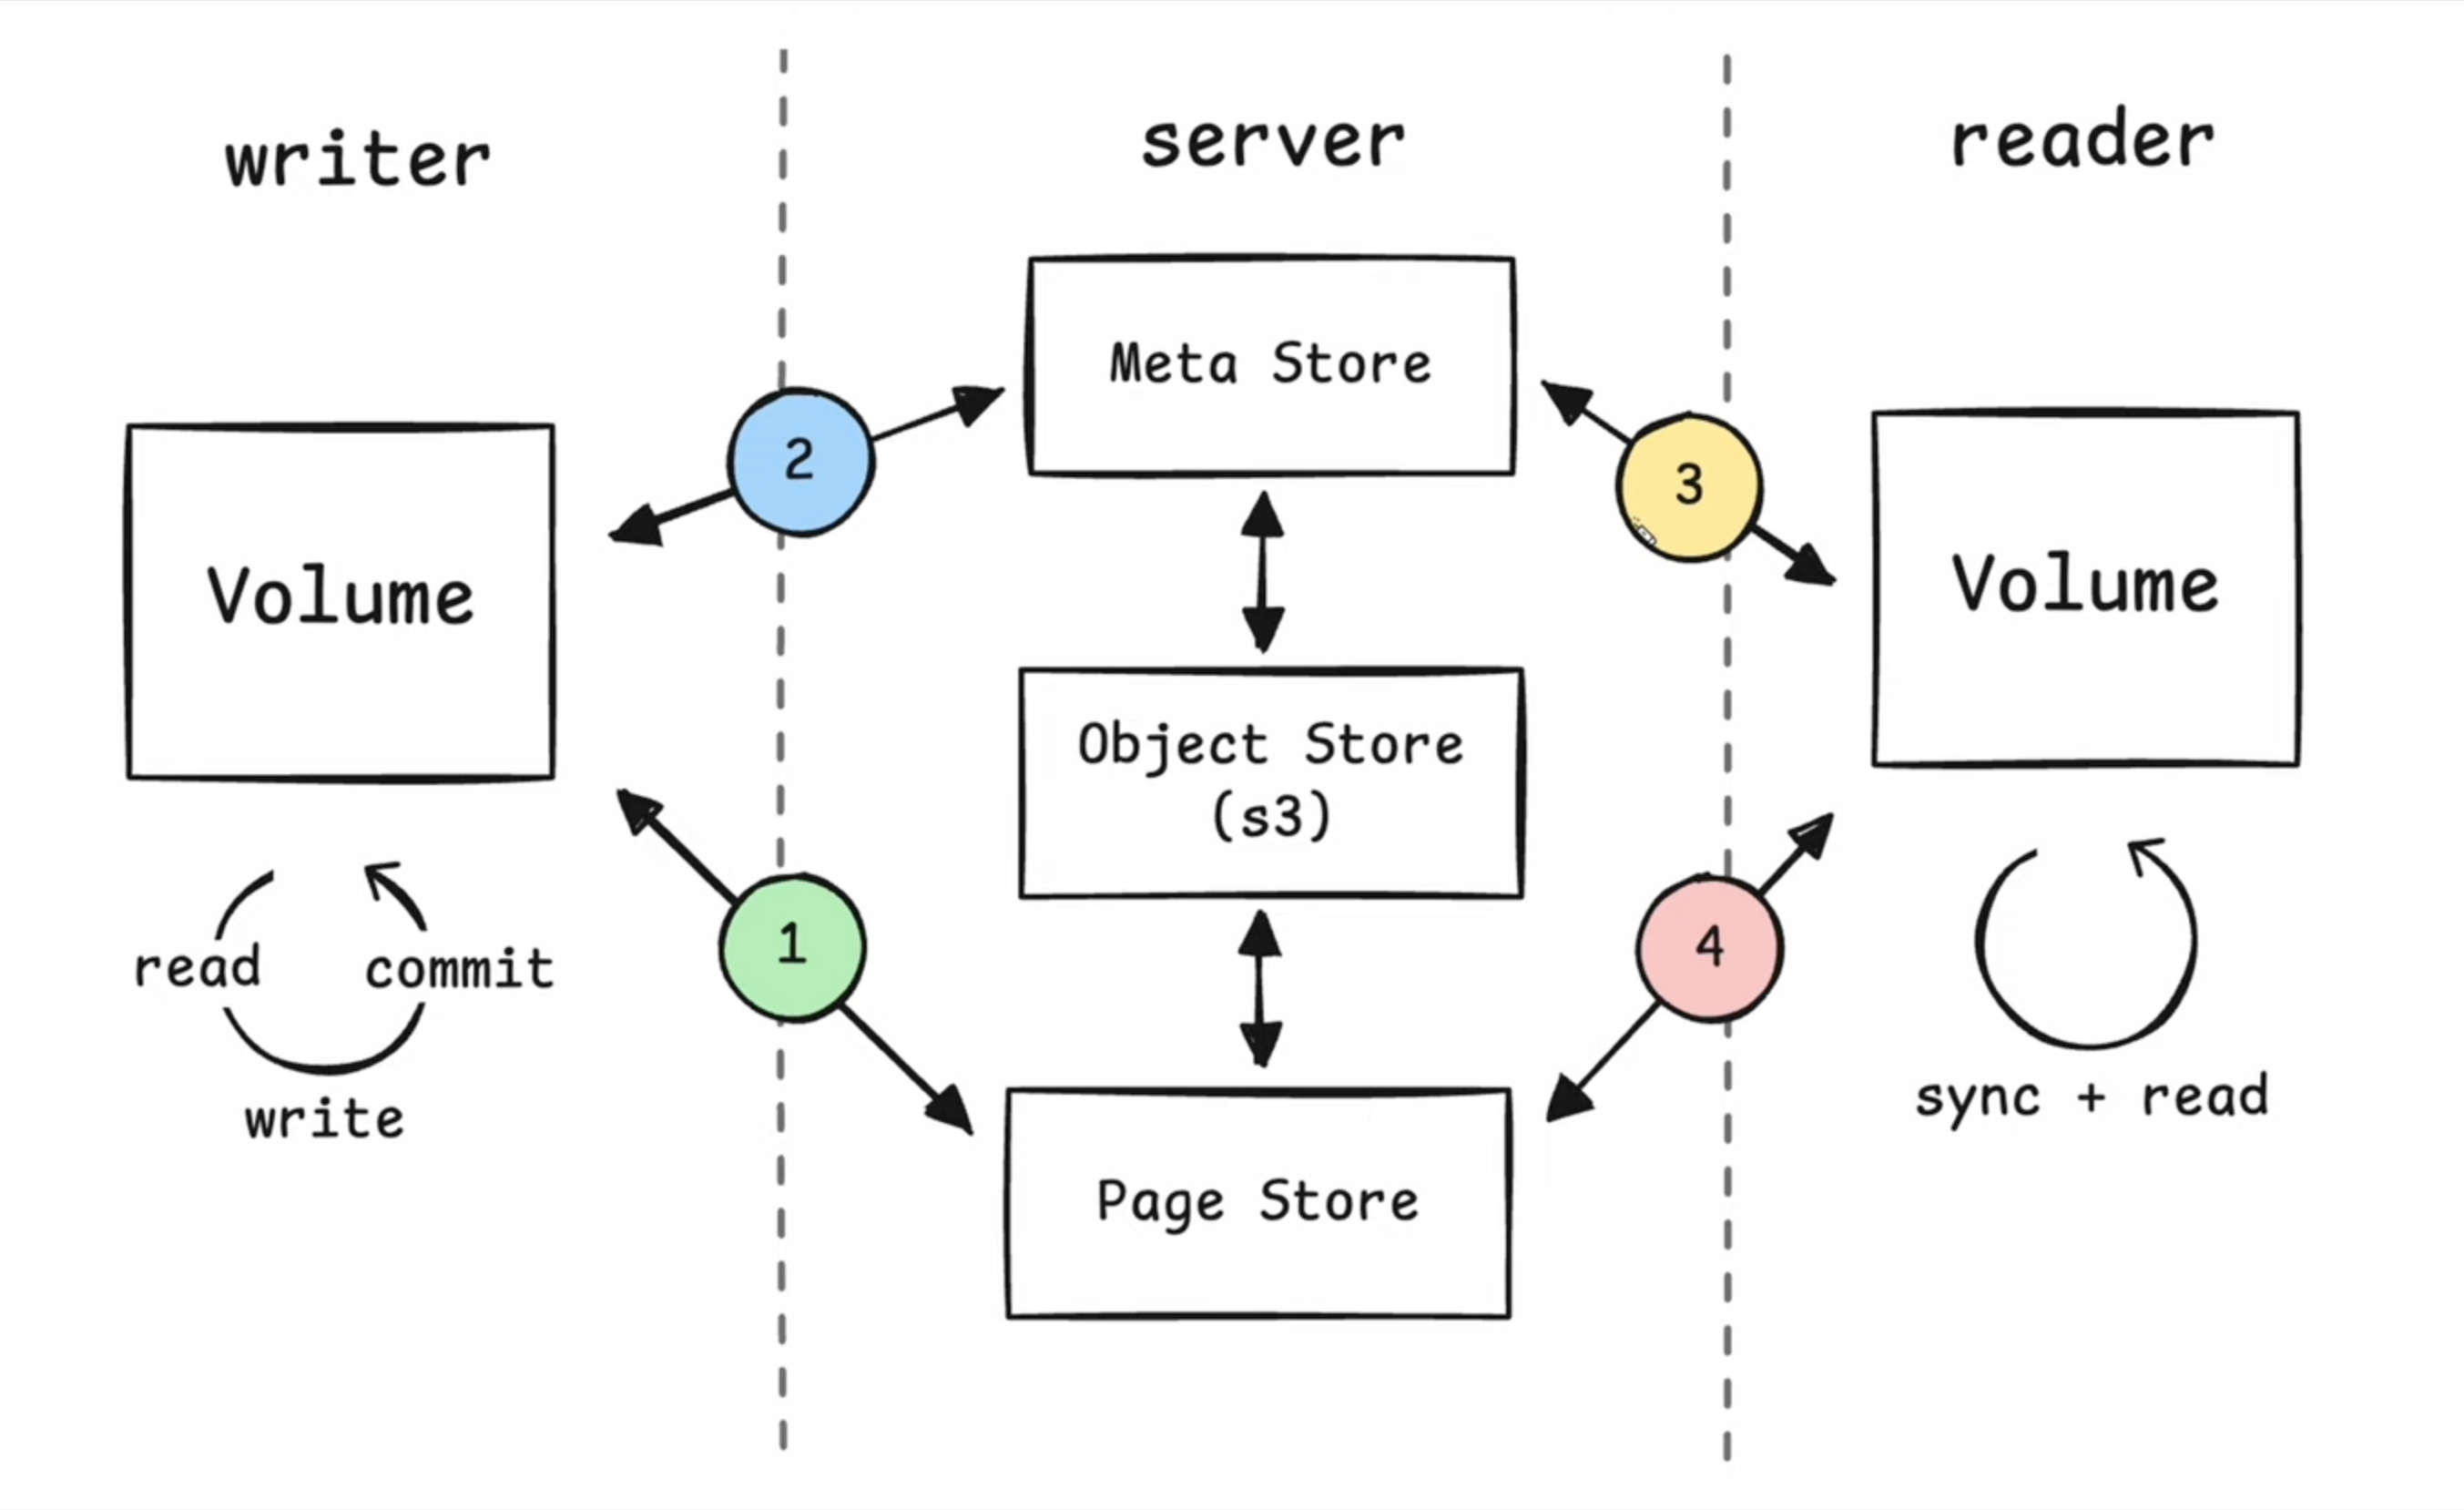 writer
server
reader
Meta Store
2
3
Volume
Volume
Object Store
(s3)
1
4
read
commit
write
sync + read
Page Store